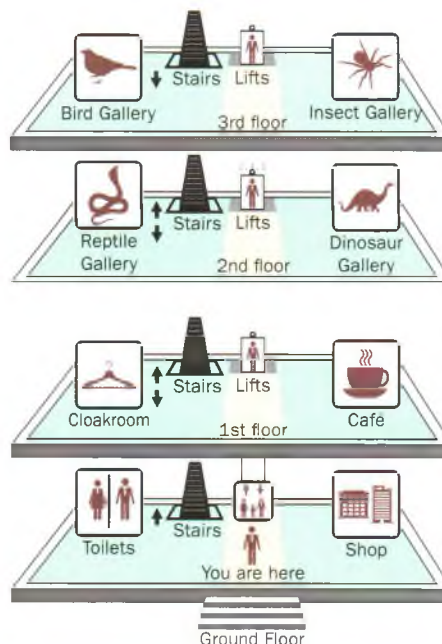 Stairs Lifts
Bird Gallery Insect Gallery
3rd floor
Stairs Lifts
Reptile Dinosaur
Gallery Gallery
2nd floor
Stairs Lifts
Cloakroom Café
1st floor
Stairs
Toilets Shop
You are here
Ground Floor